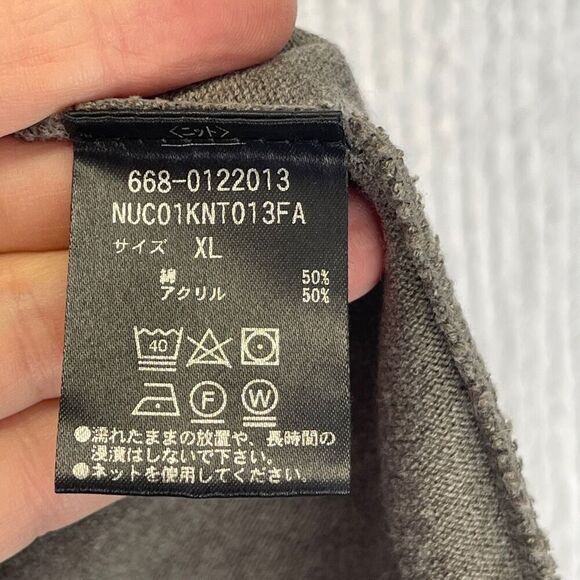 <ニット>
668-0122013
NUC01KNT013FA
サイズ XL
綿 50%
アクリル 50%
40
F W
●濡れたままの放置や、長時間の
浸漬はしないで下さい。
●ネットを使用してください。